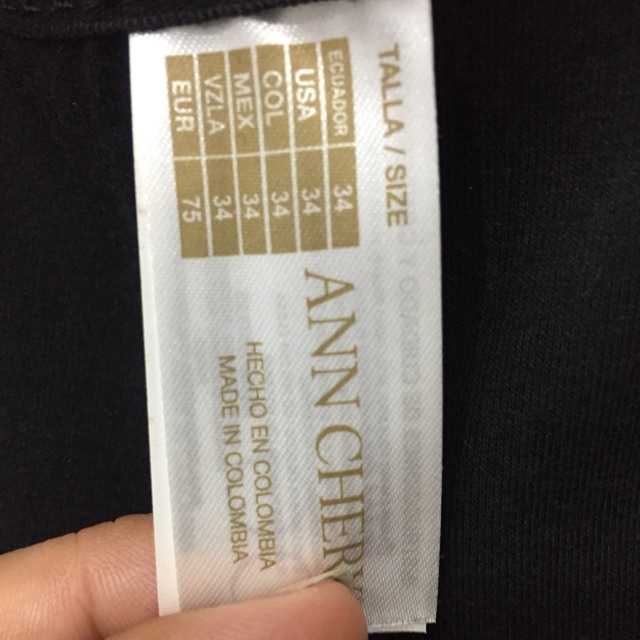 TALLA / SIZE
ECUADOR 34
USA 34
COL 34
MEX 34
VZLA 34
EUR 75
ANN CHERY
HECHO EN COLOMBIA
MADE IN COLOMBIA